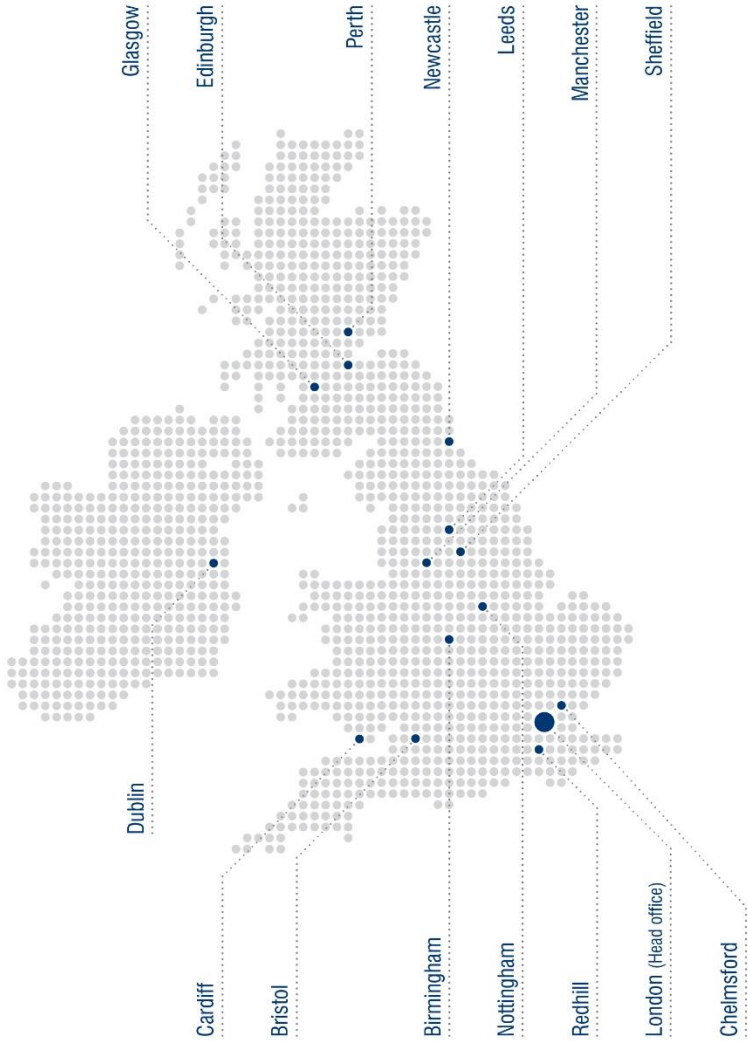 Glasgow
Edinburgh
Perth
Newcastle
Leeds
Manchester
Sheffield
Dublin
Cardiff
Bristol
Birmingham
Nottingham
Redhill
London (Head office)
Chelmsford